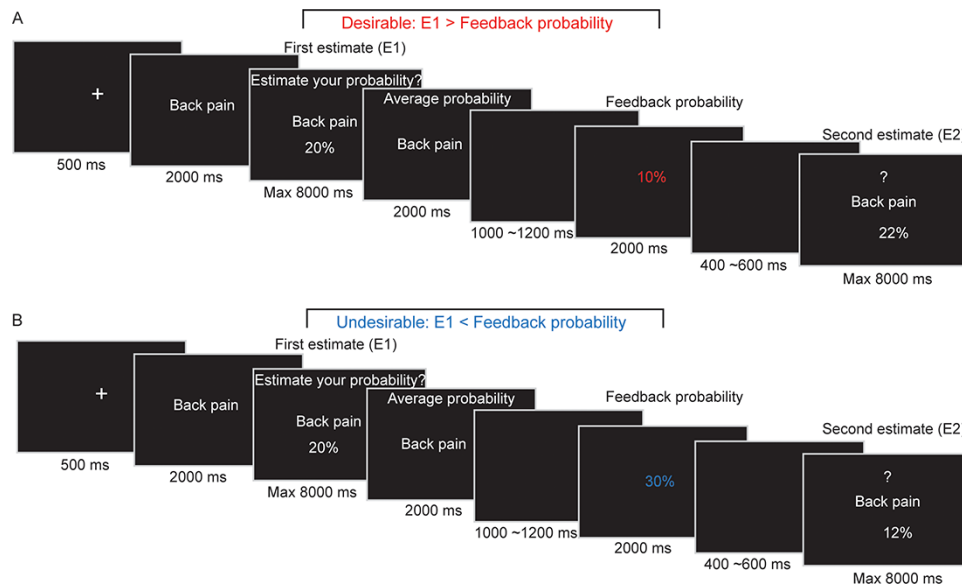 A
Desirable: E1 > Feedback probability
First estimate (E1)
+
500 ms
Back pain
2000 ms
Estimate your probability?
Back pain
20%
Max 8000 ms
Average probability
Back pain
2000 ms
1000 ~1200 ms
Feedback probability
10%
2000 ms
400 ~600 ms
Second estimate (E2)
?
Back pain
22%
Max 8000 ms
B
Undesirable: E1 < Feedback probability
First estimate (E1)
+
500 ms
Back pain
2000 ms
Estimate your probability?
Back pain
20%
Max 8000 ms
Average probability
Back pain
2000 ms
1000 ~1200 ms
Feedback probability
30%
2000 ms
400 ~600 ms
Second estimate (E2)
?
Back pain
12%
Max 8000 ms